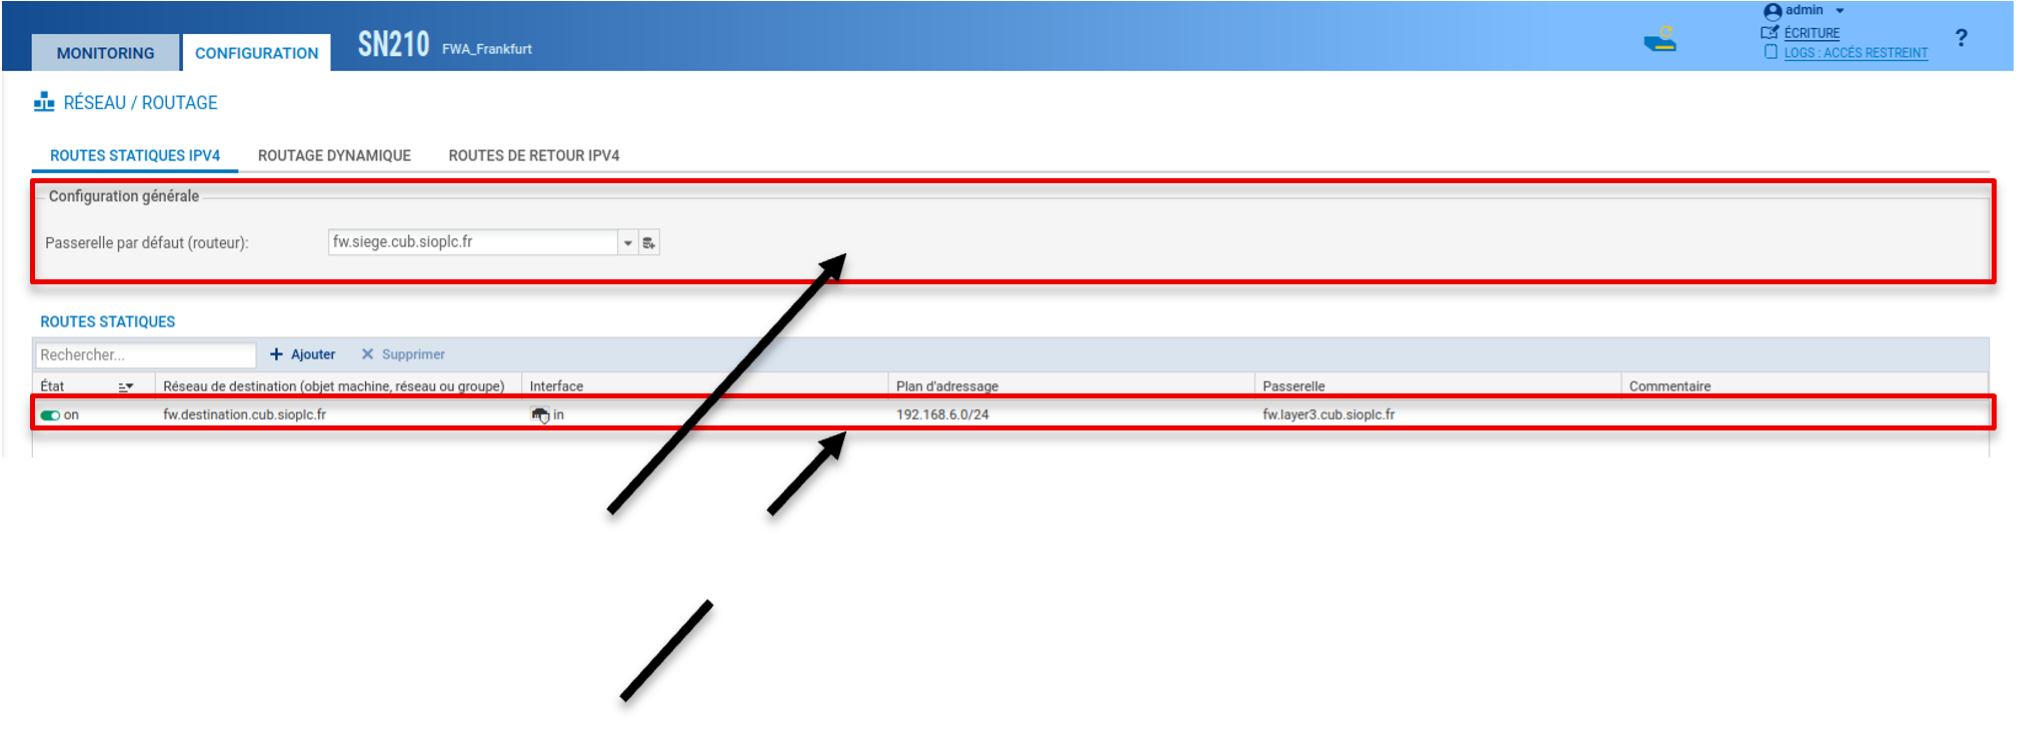 MONITORING
CONFIGURATION
SN210 FWA_Frankfurt
admin
ÉCRITURE
LOGS : ACCÉS RESTREINT
?
RÉSEAU / ROUTAGE
ROUTES STATIQUES IPV4 ROUTAGE DYNAMIQUE ROUTES DE RETOUR IPV4
Configuration générale
Passerelle par défaut (routeur): fw.siege.cub.sioplc.fr
ROUTES STATIQUES
Rechercher... + Ajouter × Supprimer
État Réseau de destination (objet machine, réseau ou groupe) Interface Plan d'adressage Passerelle Commentaire
on fw.destination.cub.sioplc.fr in 192.168.6.0/24 fw.layer3.cub.sioplc.fr